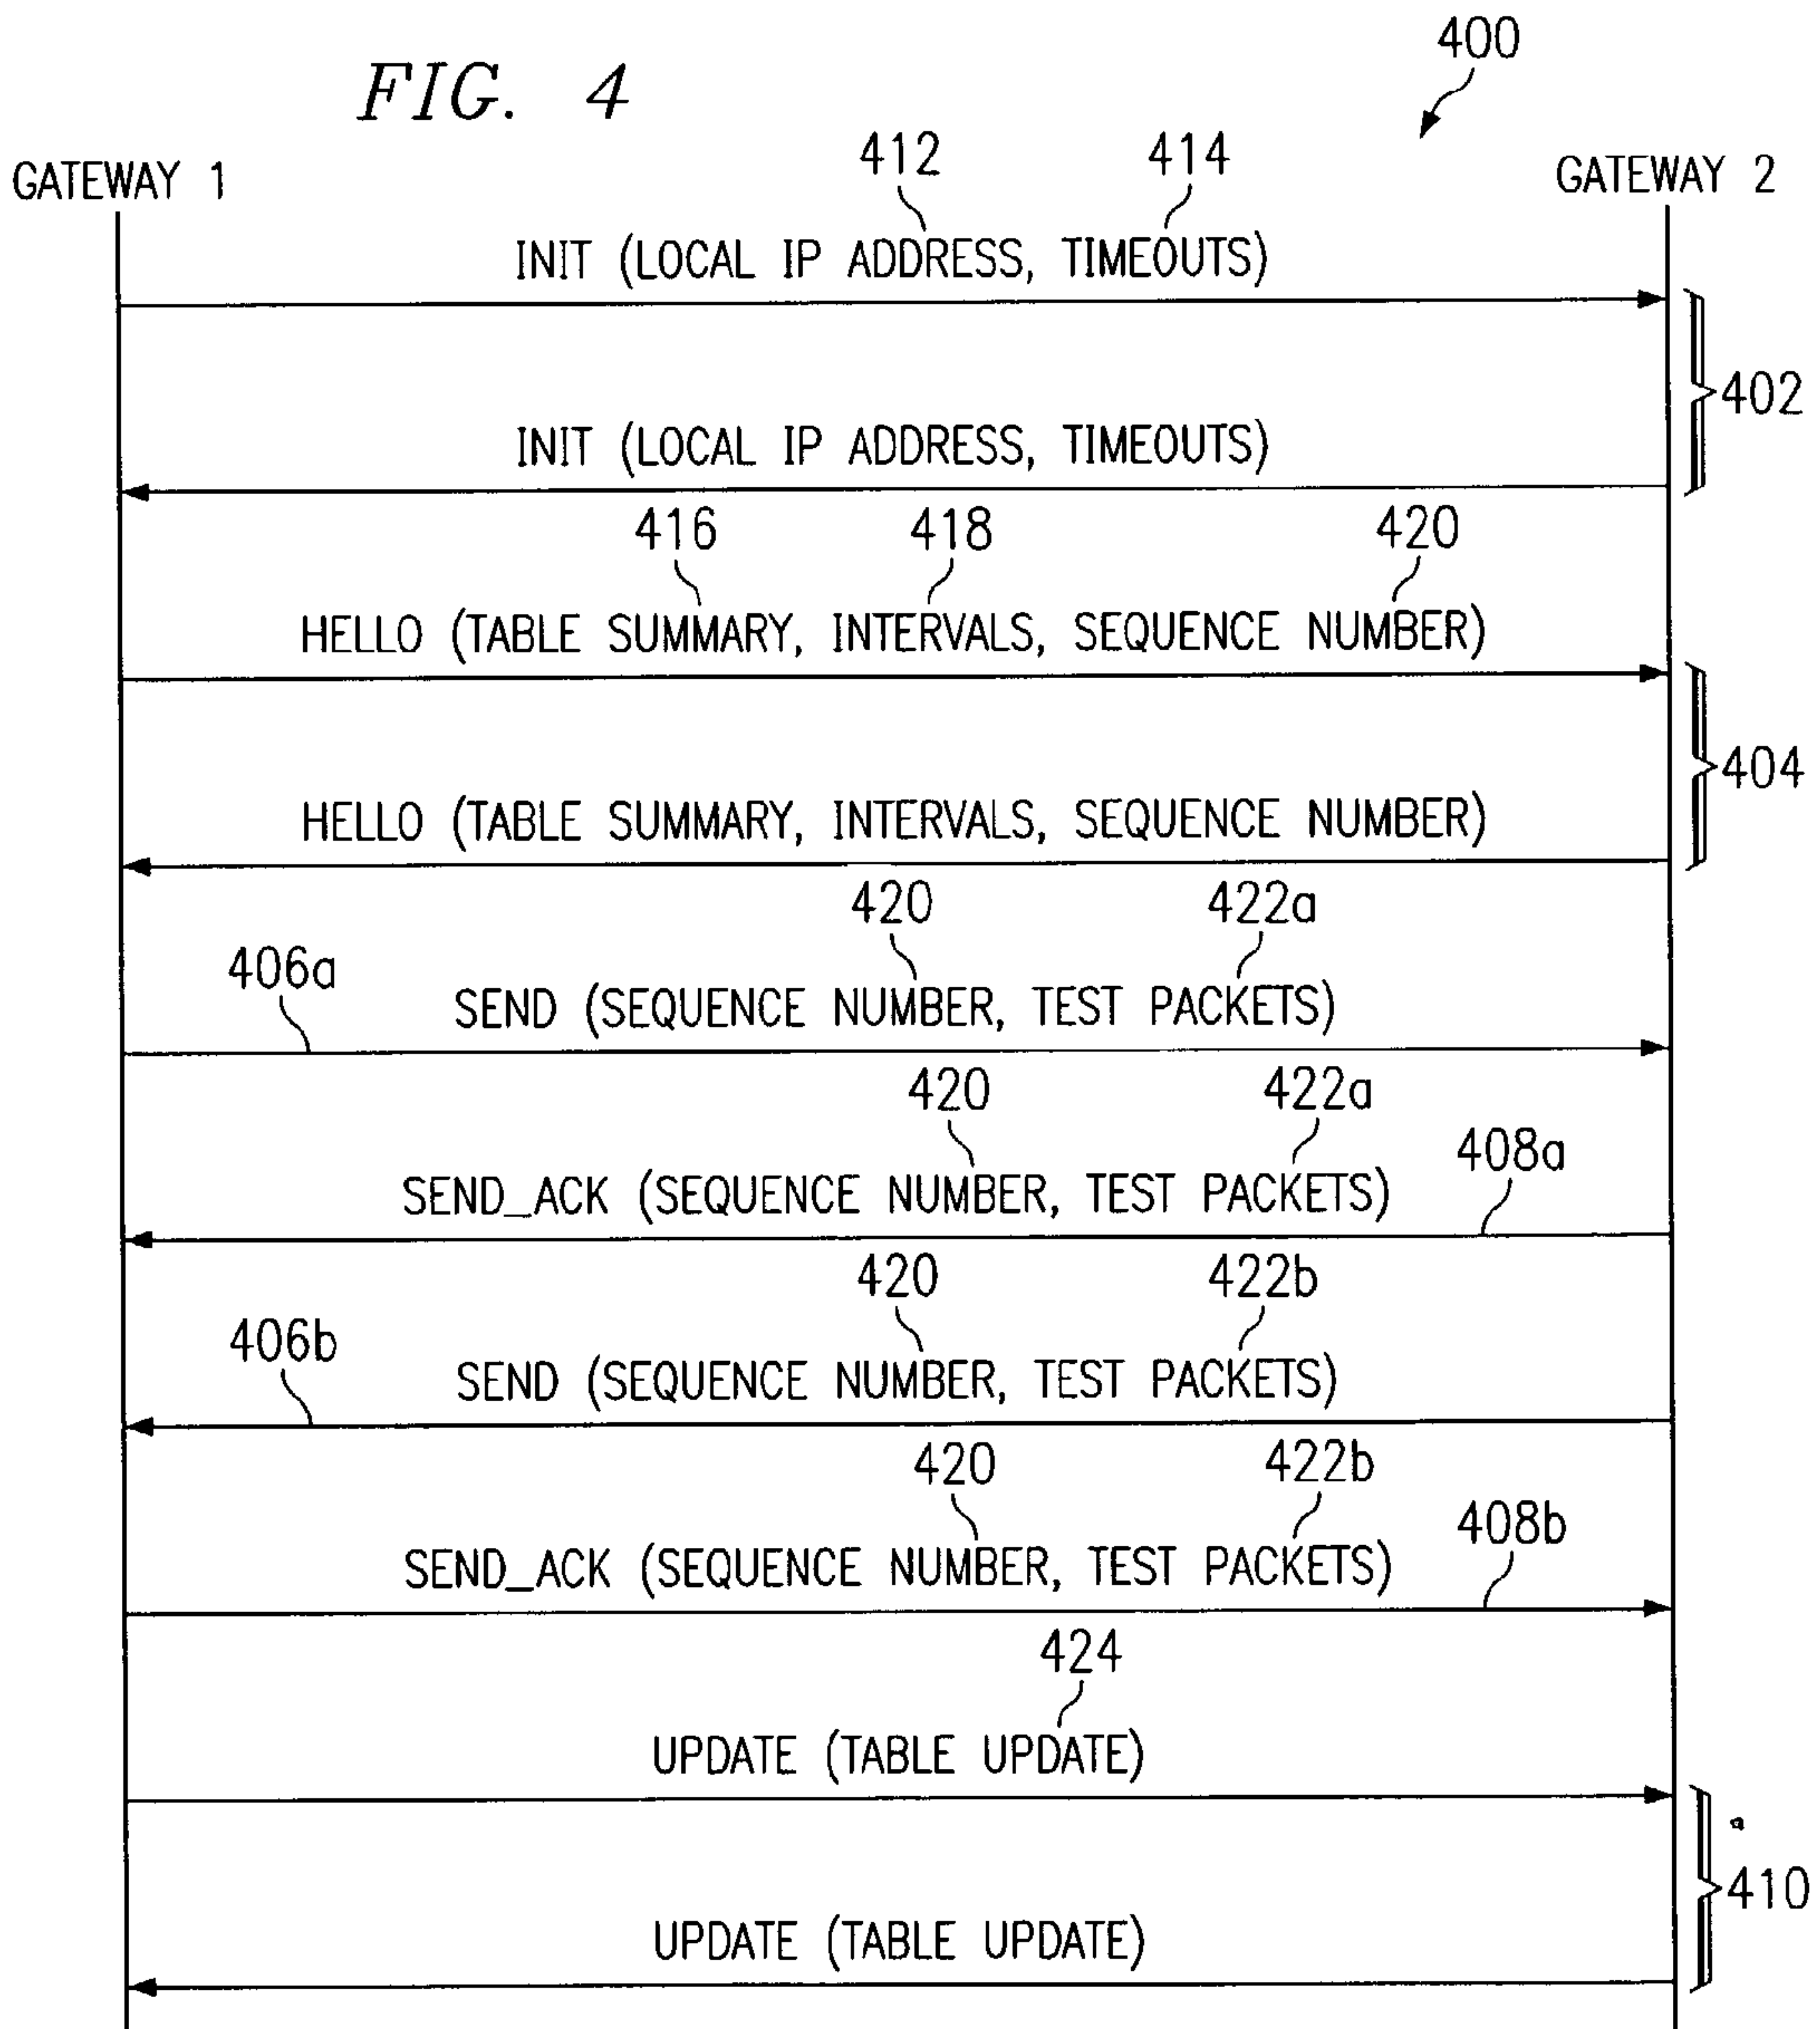 400
FIG. 4
412 414
GATEWAY 1 GATEWAY 2
INIT (LOCAL IP ADDRESS, TIMEOUTS)
402
INIT (LOCAL IP ADDRESS, TIMEOUTS)
416 418 420
HELLO (TABLE SUMMARY, INTERVALS, SEQUENCE NUMBER)
404
HELLO (TABLE SUMMARY, INTERVALS, SEQUENCE NUMBER)
420 422a
406a
SEND (SEQUENCE NUMBER, TEST PACKETS)
420 422a
408a
SEND_ACK (SEQUENCE NUMBER, TEST PACKETS)
420 422b
406b
SEND (SEQUENCE NUMBER, TEST PACKETS)
420 422b
408b
SEND_ACK (SEQUENCE NUMBER, TEST PACKETS)
424
UPDATE (TABLE UPDATE)
410
UPDATE (TABLE UPDATE)